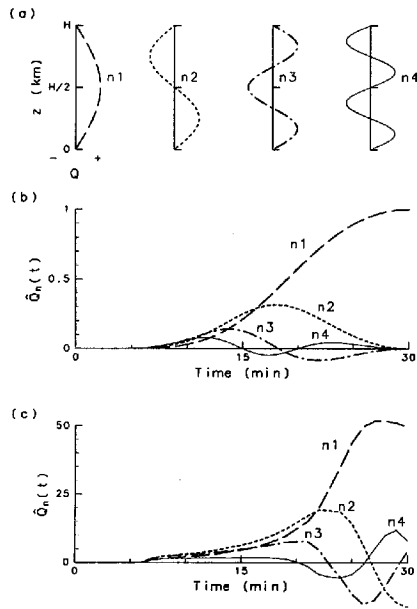 (a)
H
H/2
0
z (km)
n1
n2
n3
n4
− +
Q
(b)
1
0.5
0
Q̂n(t)
n1
n2
n3
n4
15
30
Time (min)
(c)
50
25
0
Q̂n(t)
n1
n2
n3
n4
0
15
30
Time (min)